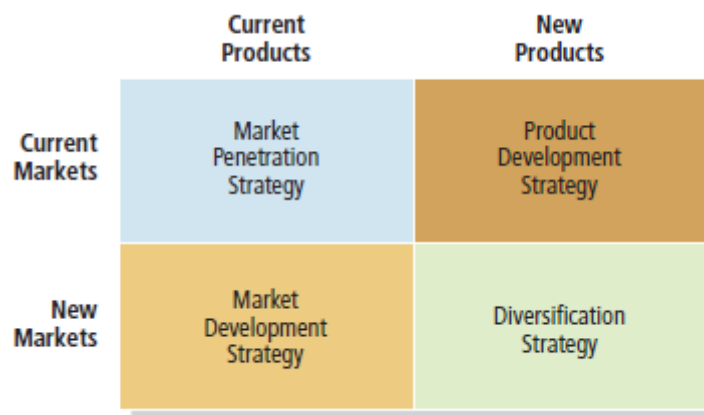 Current
Products
New
Products
Current
Markets
Market
Penetration
Strategy
Product
Development
Strategy
New
Markets
Market
Development
Strategy
Diversification
Strategy